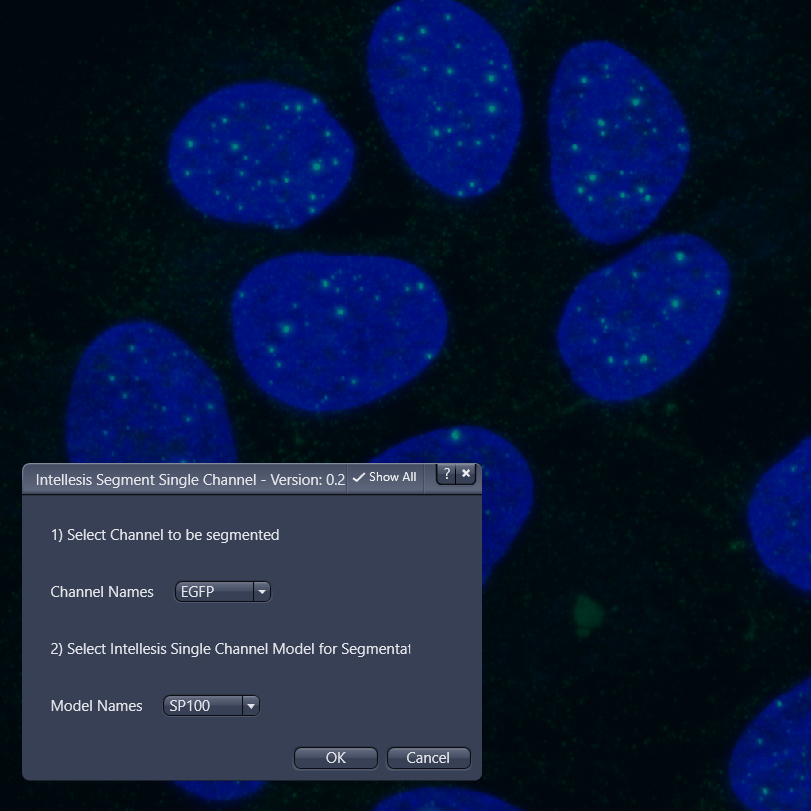 Intellesis Segment Single Channel - Version: 0.2
Show All
?
1) Select Channel to be segmented
Channel Names EGFP
2) Select Intellesis Single Channel Model for Segmentat
Model Names SP100
OK Cancel